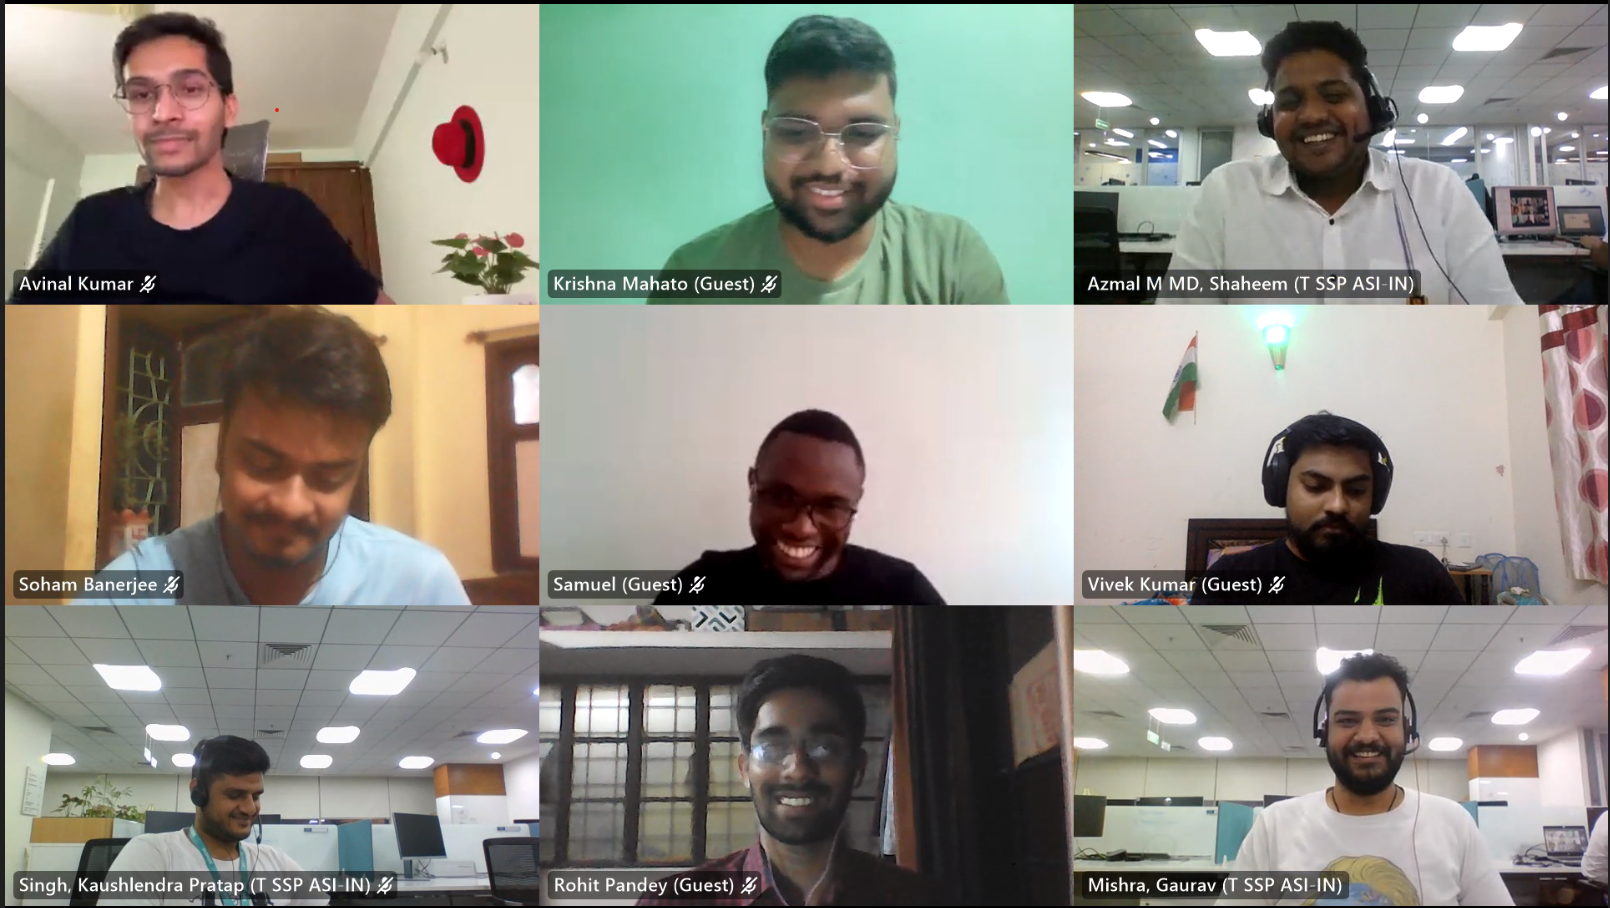 Avinal Kumar
Krishna Mahato (Guest)
Azmal M MD, Shaheem (T SSP ASI-IN)
Soham Banerjee
Samuel (Guest)
Vivek Kumar (Guest)
Singh, Kaushlendra Pratap (T SSP ASI-IN)
Rohit Pandey (Guest)
Mishra, Gaurav (T SSP ASI-IN)